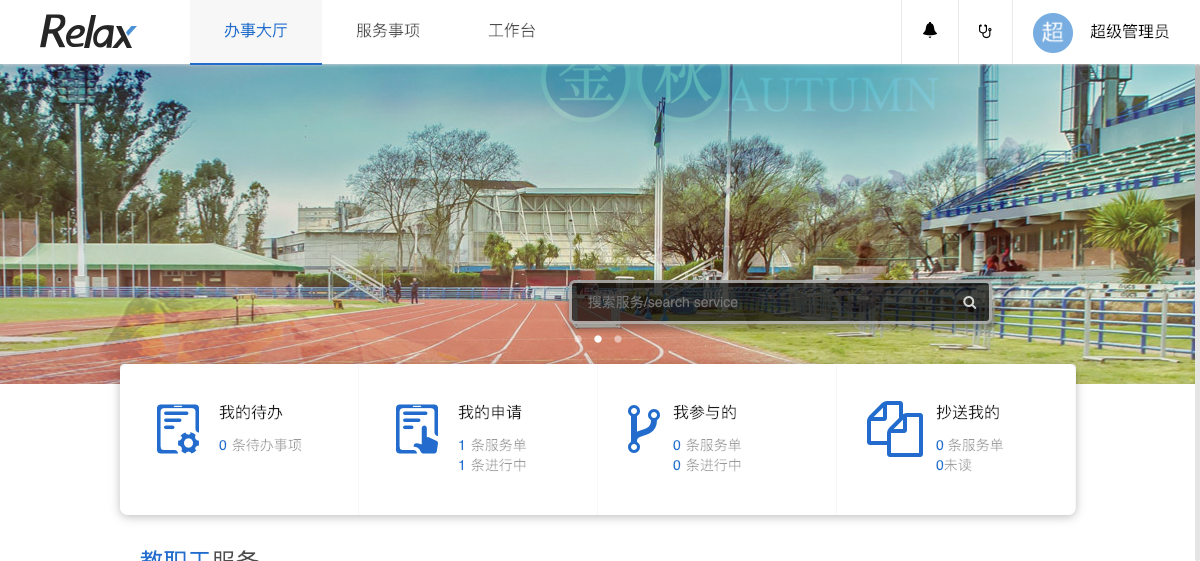 Relax
办事大厅
服务事项
工作台
超
超级管理员
金秋
AUTUMN
搜索服务/search service
我的待办
0 条待办事项
我的申请
1 条服务单
1 条进行中
我参与的
0 条服务单
0 条进行中
抄送我的
0 条服务单
0未读
教职工服务